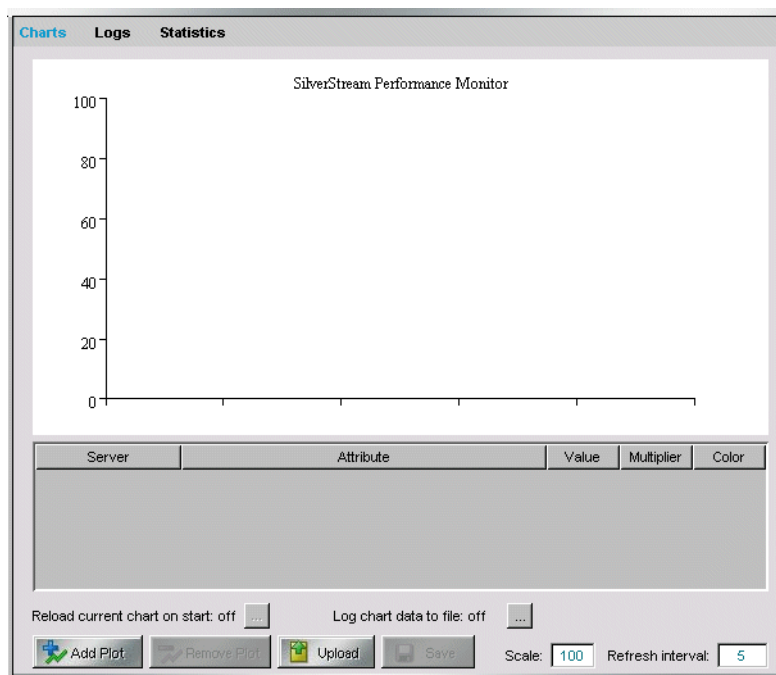 Charts Logs Statistics
SilverStream Performance Monitor
100
80
60
40
20
0
Server Attribute Value Multiplier Color
Reload current chart on start: off ... Log chart data to file: off ...
Add Plot Remove Plot Upload Save Scale: 100 Refresh interval: 5